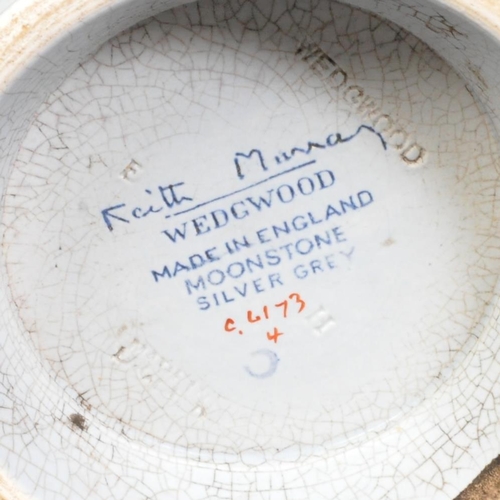 WEDGWOOD
Keith Murray
WEDGWOOD
MADE IN ENGLAND
MOONSTONE
SILVER GREY
C.6173
4
H